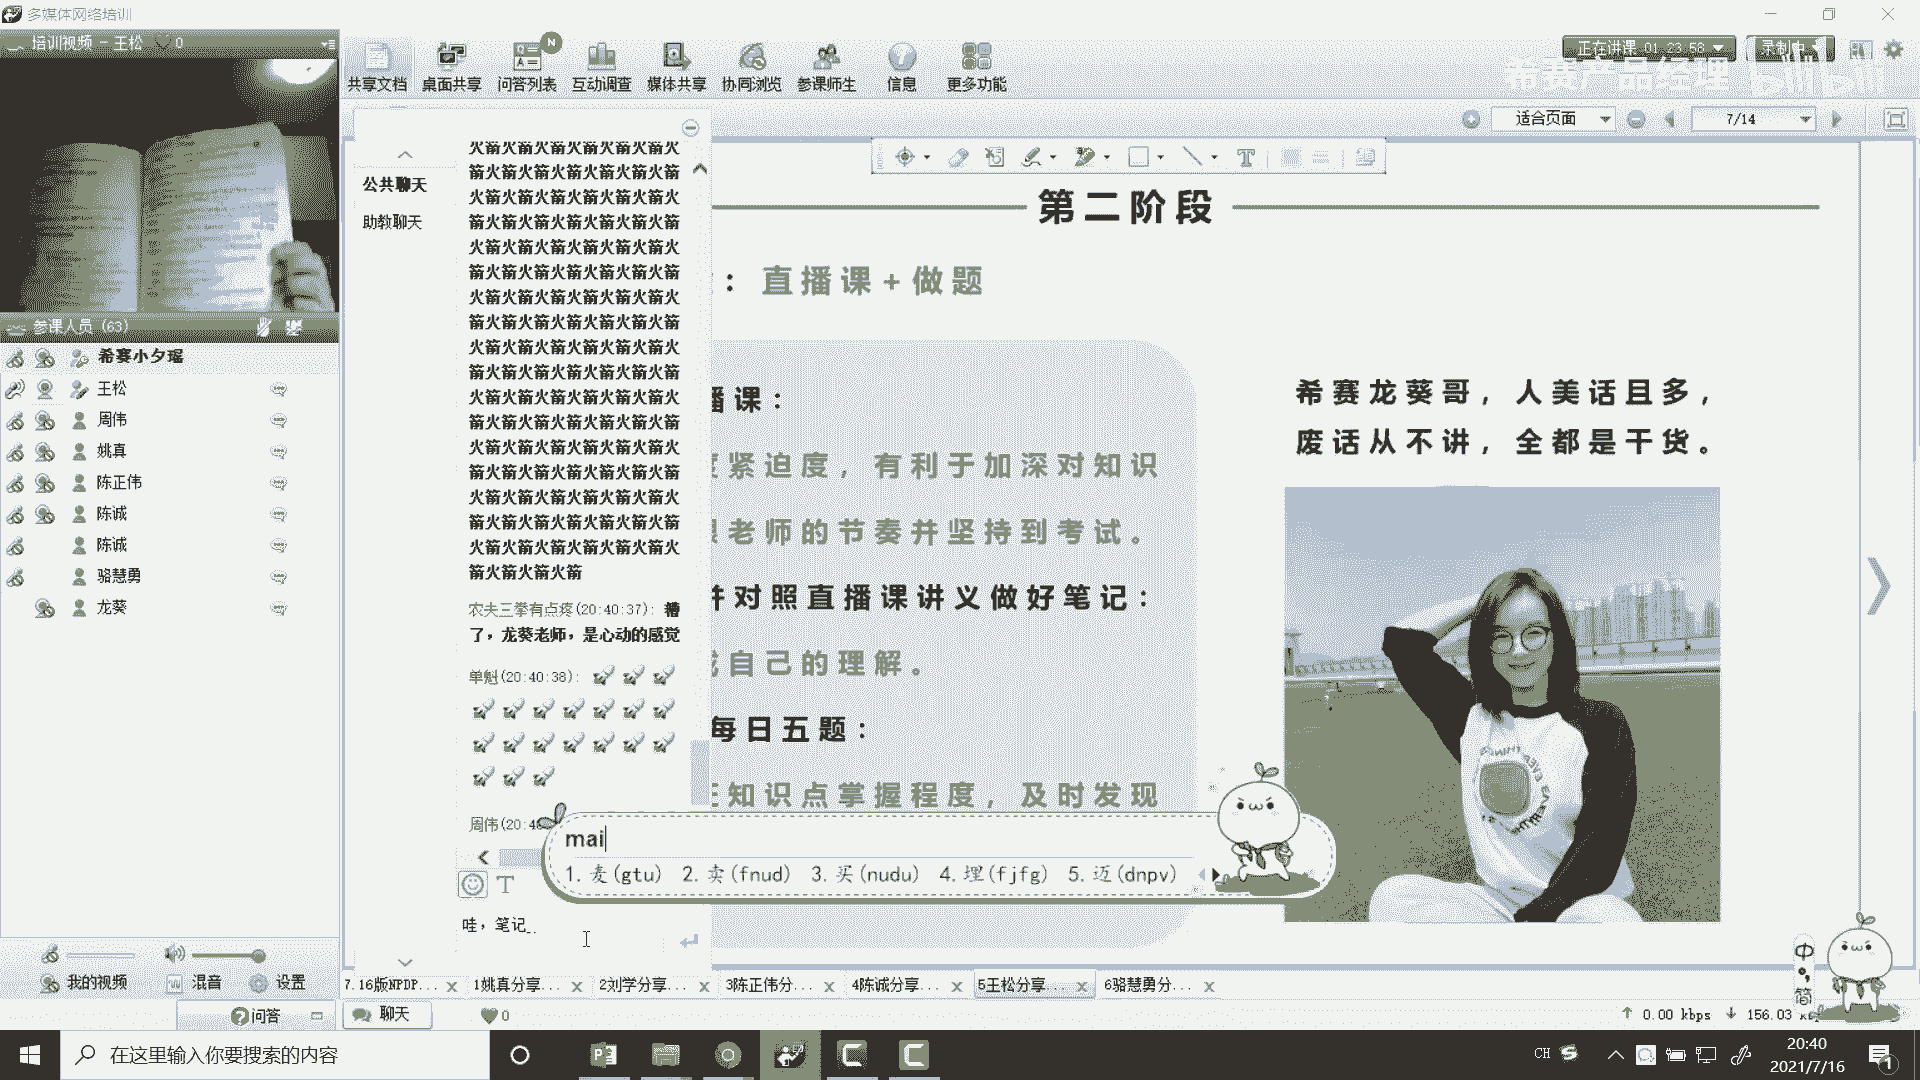 多媒体网络培训
培训视频 - 王松 0
共享文档 桌面共享 问答列表 互动调查 媒体共享 协同浏览 参课师生 信息 更多功能
N
正在讲课 01:23:58
录制中
希赛产品经理 bilibili
适合页面
7/14
公共聊天
助教聊天
火箭火箭火箭火箭火箭火箭火
箭火箭火箭火箭火箭火箭火箭
火箭火箭火箭火箭火箭火箭火
箭火箭火箭火箭火箭火箭火箭
火箭火箭火箭火箭火箭火箭火
箭火箭火箭火箭火箭火箭火箭
火箭火箭火箭火箭火箭火箭火
箭火箭火箭火箭火箭火箭火箭
火箭火箭火箭火箭火箭火箭火
箭火箭火箭火箭火箭火箭火箭
火箭火箭火箭火箭火箭火箭火
箭火箭火箭火箭火箭火箭火箭
火箭火箭火箭火箭火箭火箭火
箭火箭火箭火箭火箭火箭火箭
火箭火箭火箭火箭火箭火箭火
箭火箭火箭火箭火箭火箭火箭
火箭火箭火箭火箭火箭火箭火
箭火箭火箭火箭
农夫三拳有点疼(20:40:37): 糟
了，龙葵老师，是心动的感觉
单魁(20:40:38):
周伟(20:4
哇，笔记
mai
1.麦(gtu) 2.卖(fnud) 3.买(nudu) 4.埋(fjfg) 5.迈(dnpv)
第二阶段
： 直播课+做题
播课：
紧迫度，有利于加深对知识
老师的节奏并坚持到考试。
并对照直播课讲义做好笔记：
自己的理解。
每日五题：
知识点掌握程度，及时发现
希赛龙葵哥，人美话且多，
废话从不讲，全都是干货。
参课人员 (63)
希赛小夕瑶
王松
周伟
姚真
陈正伟
陈诚
陈诚
骆慧勇
龙葵
我的视频 混音 设置
问答
聊天
0
7.16版NPDP... 1姚真分享... 2刘学分享... 3陈正伟分... 4陈诚分享... 5王松分享... 6骆慧勇分...
中
简
0.00 kbps 156.03
在这里输入你要搜索的内容
CH
20:40
2021/7/16
1